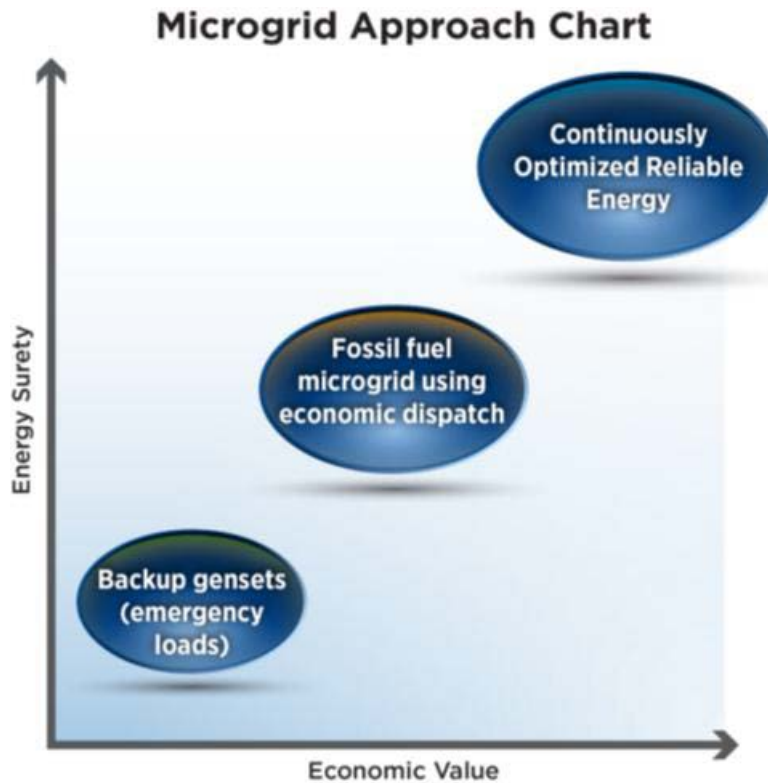 Microgrid Approach Chart
Continuously
Optimized Reliable
Energy
Fossil fuel
microgrid using
economic dispatch
Backup gensets
(emergency
loads)
Energy Surety
Economic Value